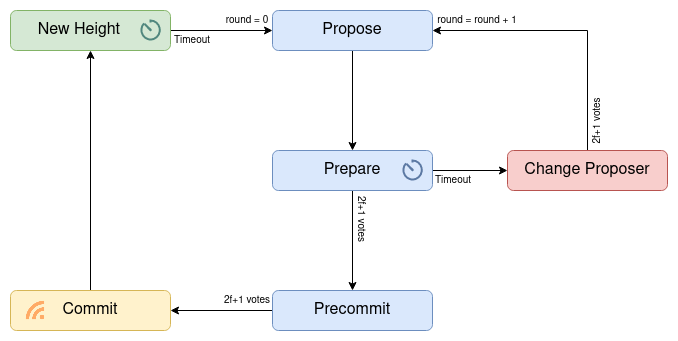 New Height
Timeout
round = 0
Propose
round = round + 1
2f+1 votes
Prepare
Timeout
Change Proposer
2f+1 votes
Commit
2f+1 votes
Precommit